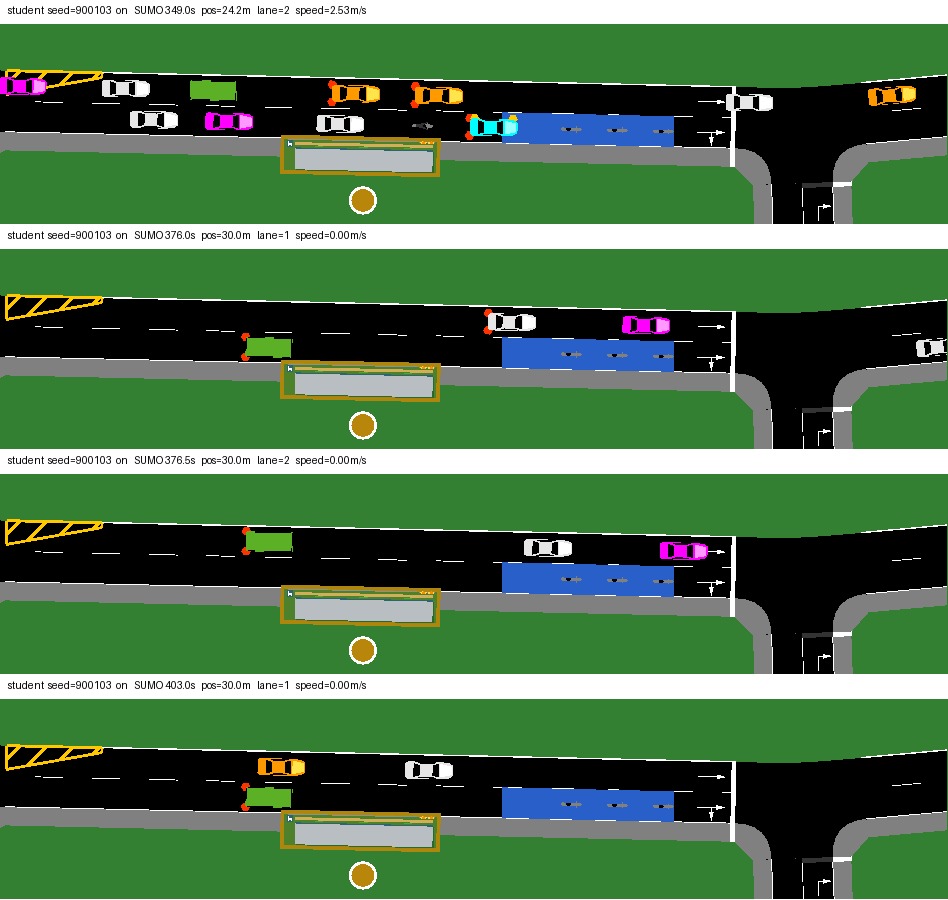 student seed=900103 on SUMO 349.0s pos=24.2m lane=2 speed=2.53m/s
student seed=900103 on SUMO 376.0s pos=30.0m lane=1 speed=0.00m/s
student seed=900103 on SUMO 376.5s pos=30.0m lane=2 speed=0.00m/s
student seed=900103 on SUMO 403.0s pos=30.0m lane=1 speed=0.00m/s